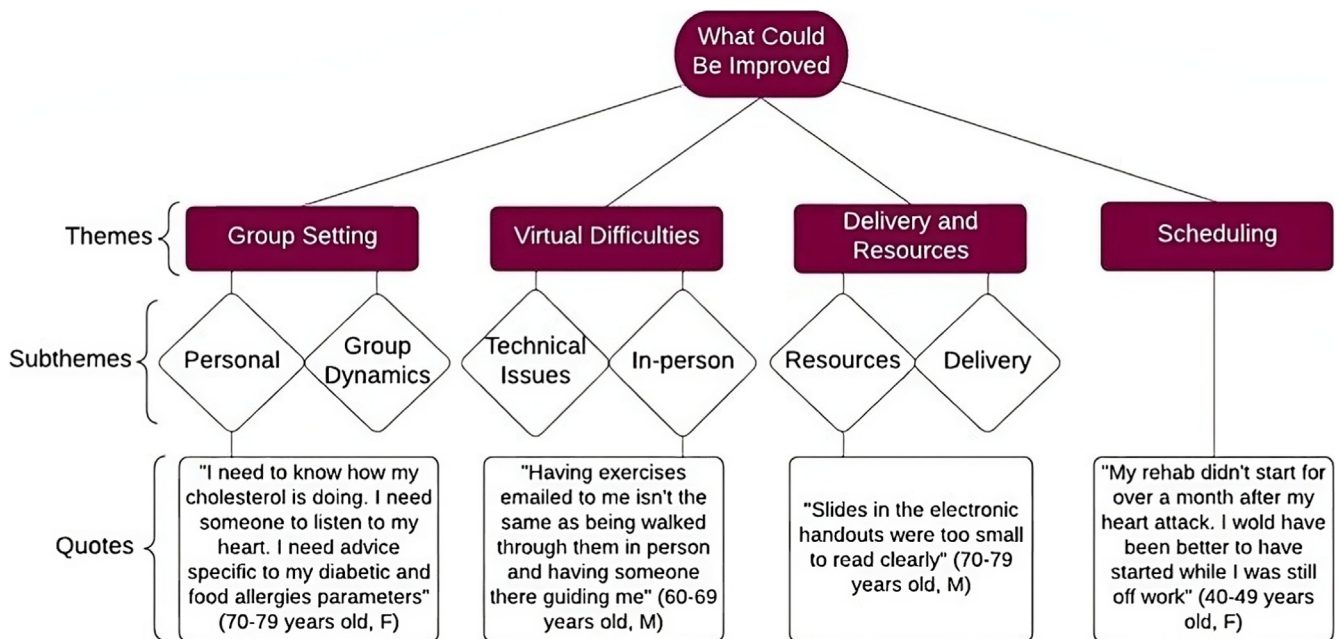 What Could
Be Improved
Themes
Group Setting
Virtual Difficulties
Delivery and
Resources
Scheduling
Subthemes
Personal
Group
Dynamics
Technical
Issues
In-person
Resources
Delivery
Quotes
"I need to know how my
cholesterol is doing. I need
someone to listen to my
heart. I need advice
specific to my diabetic and
food allergies parameters"
(70-79 years old, F)
"Having exercises
emailed to me isn't the
same as being walked
through them in person
and having someone
there guiding me" (60-69
years old, M)
"Slides in the electronic
handouts were too small
to read clearly" (70-79
years old, M)
"My rehab didn't start for
over a month after my
heart attack. I wold have
been better to have
started while I was still
off work" (40-49 years
old, F)